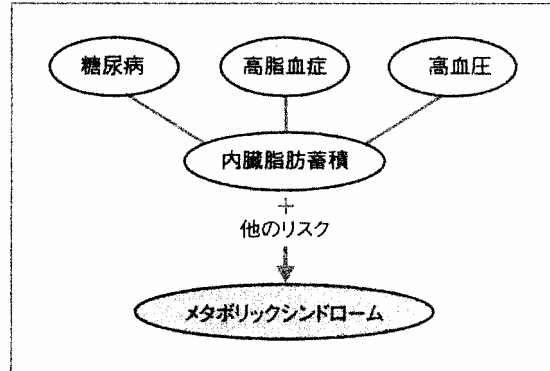 糖尿病
高脂血症
高血圧
内臓脂肪蓄積
+
他のリスク
メタボリックシンドローム